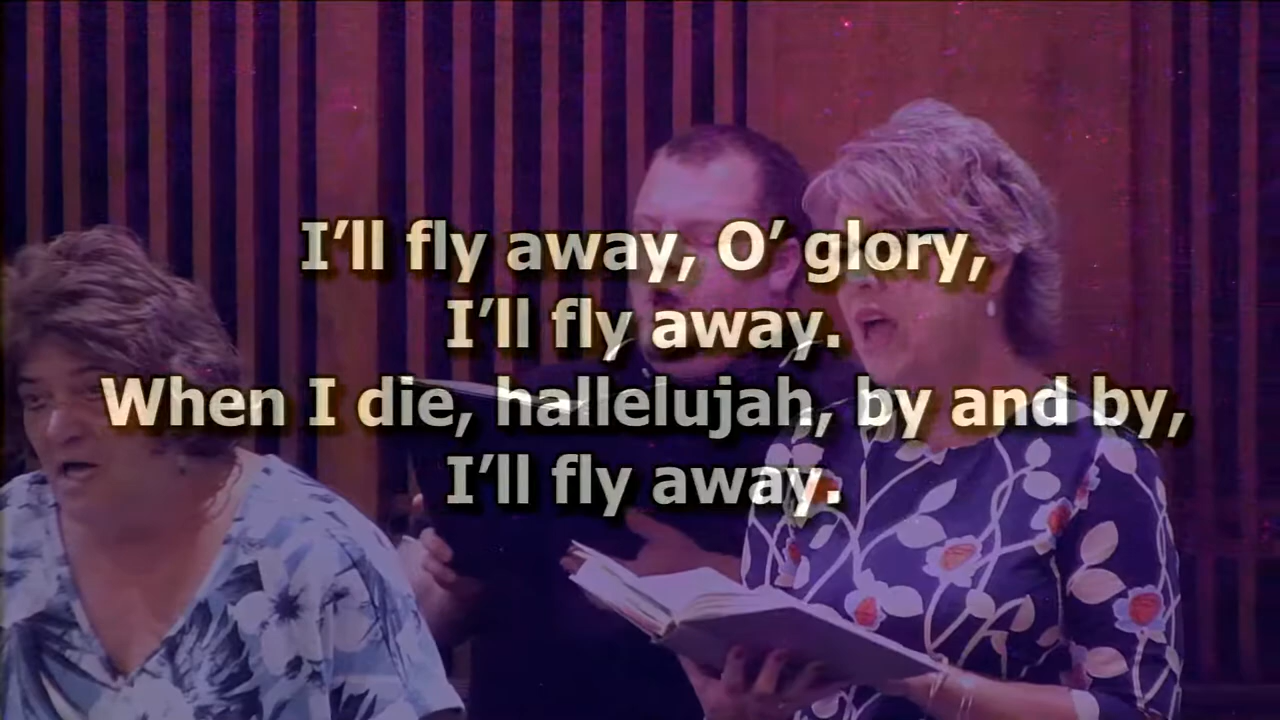 I’ll fly away, O’ glory,
I’ll fly away.
When I die, hallelujah, by and by,
I’ll fly away.